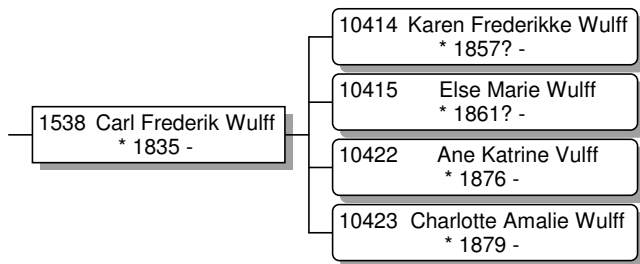 1538 Carl Frederik Wulff
* 1835 -
10414 Karen Frederikke Wulff
* 1857? -
10415 Else Marie Wulff
* 1861? -
10422 Ane Katrine Vulff
* 1876 -
10423 Charlotte Amalie Wulff
* 1879 -